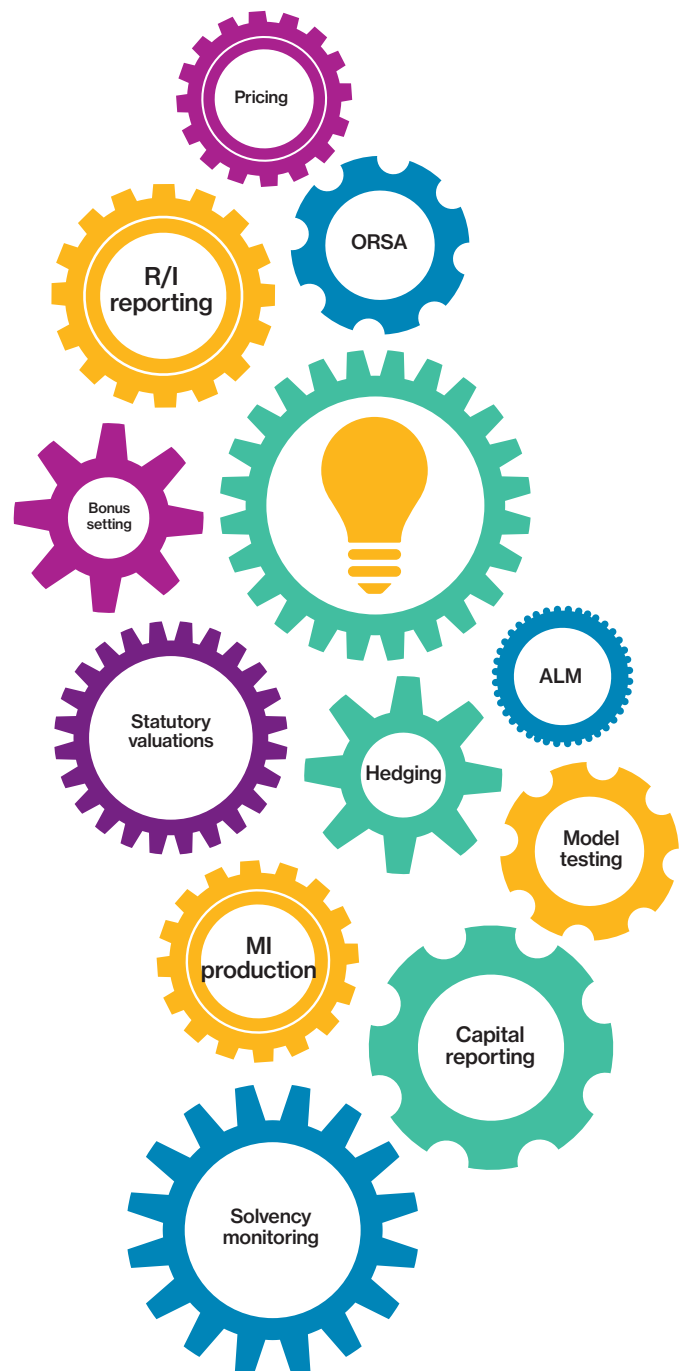 Pricing
ORSA
R/I
reporting
Bonus
setting
ALM
Statutory
valuations
Hedging
Model
testing
MI
production
Capital
reporting
Solvency
monitoring